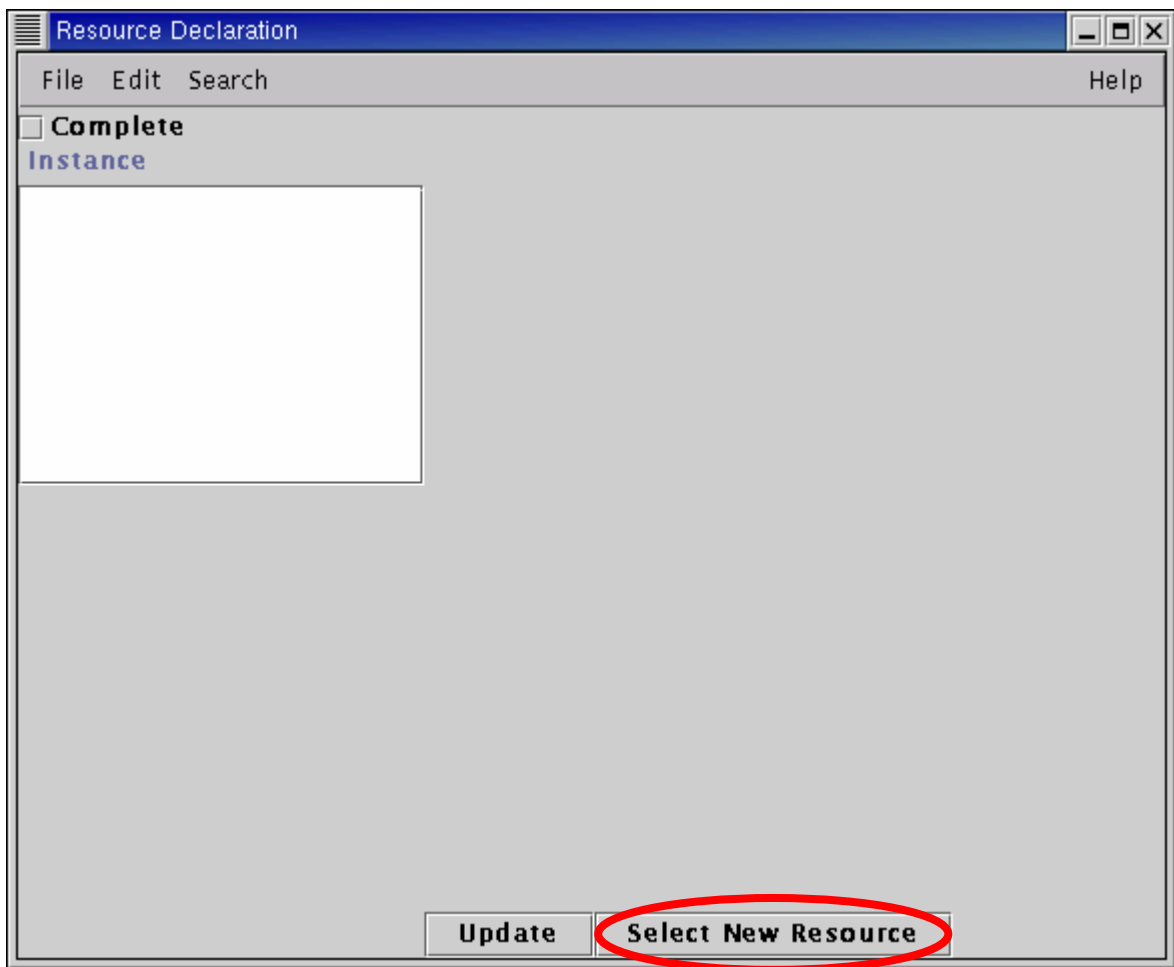 Resource Declaration
File Edit Search Help
Complete
Instance
Update Select New Resource